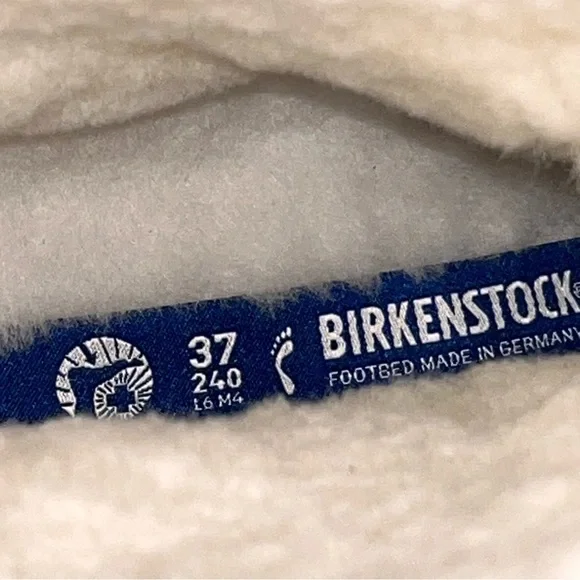 37
240
L6 M4
BIRKENSTOCK®
FOOTBED MADE IN GERMANY